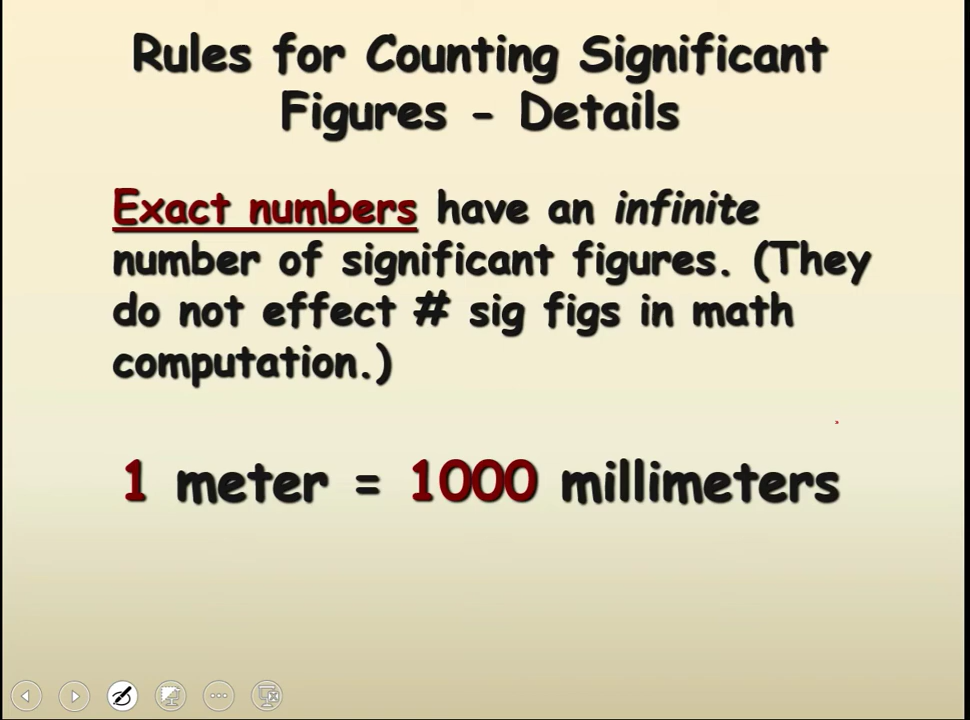 Rules for Counting Significant
Figures - Details
Exact numbers have an infinite
number of significant figures. (They
do not effect # sig figs in math
computation.)
1 meter = 1000 millimeters